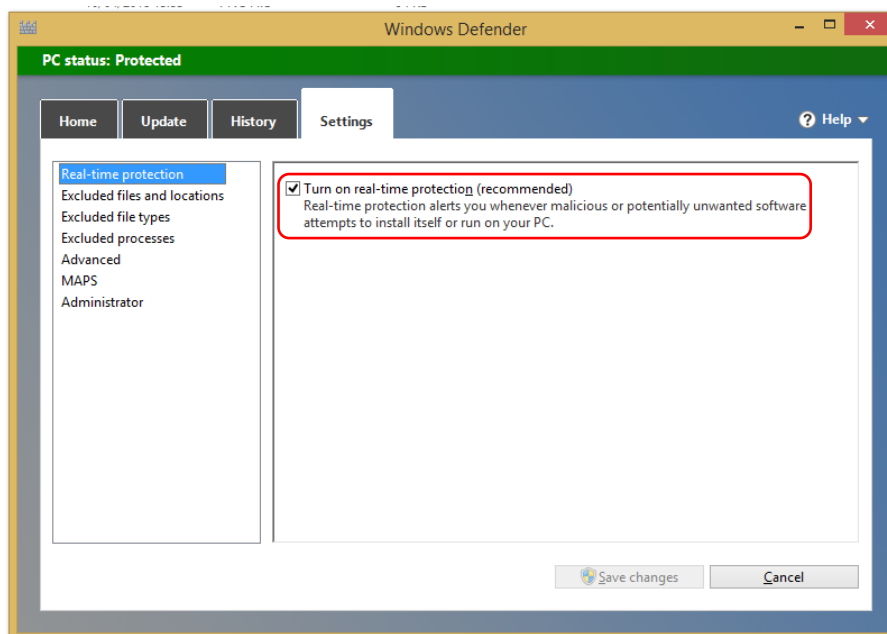 Windows Defender
PC status: Protected
Home
Update
History
Settings
Help
Real-time protection
Excluded files and locations
Excluded file types
Excluded processes
Advanced
MAPS
Administrator
Turn on real-time protection (recommended)
Real-time protection alerts you whenever malicious or potentially unwanted software
attempts to install itself or run on your PC.
Save changes
Cancel